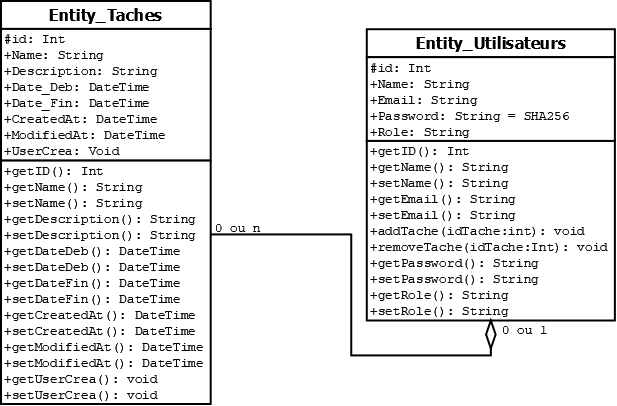 Entity_Taches
#id: Int
+Name: String
+Description: String
+Date_Deb: DateTime
+Date_Fin: DateTime
+CreatedAt: DateTime
+ModifiedAt: DateTime
+UserCrea: Void
+getID(): Int
+getName(): String
+setName(): String
+getDescription(): String
+setDescription(): String
+getDateDeb(): DateTime
+setDateDeb(): DateTime
+getDateFin(): DateTime
+setDateFin(): DateTime
+getCreatedAt(): DateTime
+setCreatedAt(): DateTime
+getModifiedAt(): DateTime
+setModifiedAt(): DateTime
+getUserCrea(): void
+setUserCrea(): void
0 ou n
Entity_Utilisateurs
#id: Int
+Name: String
+Email: String
+Password: String = SHA256
+Role: String
+getID(): Int
+getName(): String
+setName(): String
+getEmail(): String
+setEmail(): String
+addTache(idTache:int): void
+removeTache(idTache:Int): void
+getPassword(): String
+setPassword(): String
+getRole(): String
+setRole(): String
0 ou 1